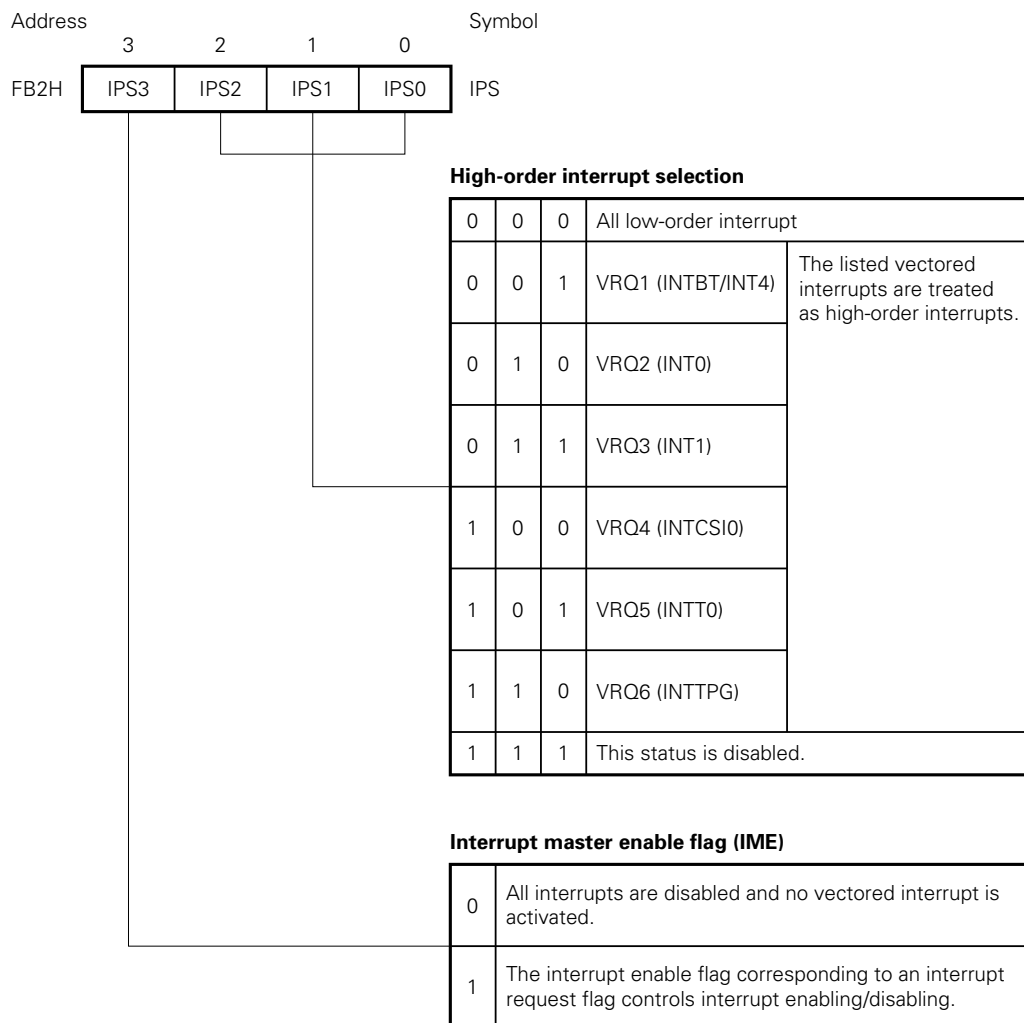 Address Symbol
3 2 1 0
FB2H IPS3 IPS2 IPS1 IPS0 IPS
High-order interrupt selection
0 0 0 All low-order interrupt
0 0 1 VRQ1 (INTBT/INT4) The listed vectored
interrupts are treated
as high-order interrupts.
0 1 0 VRQ2 (INT0)
0 1 1 VRQ3 (INT1)
1 0 0 VRQ4 (INTCSI0)
1 0 1 VRQ5 (INTT0)
1 1 0 VRQ6 (INTTPG)
1 1 1 This status is disabled.
Interrupt master enable flag (IME)
0 All interrupts are disabled and no vectored interrupt is
activated.
1 The interrupt enable flag corresponding to an interrupt
request flag controls interrupt enabling/disabling.